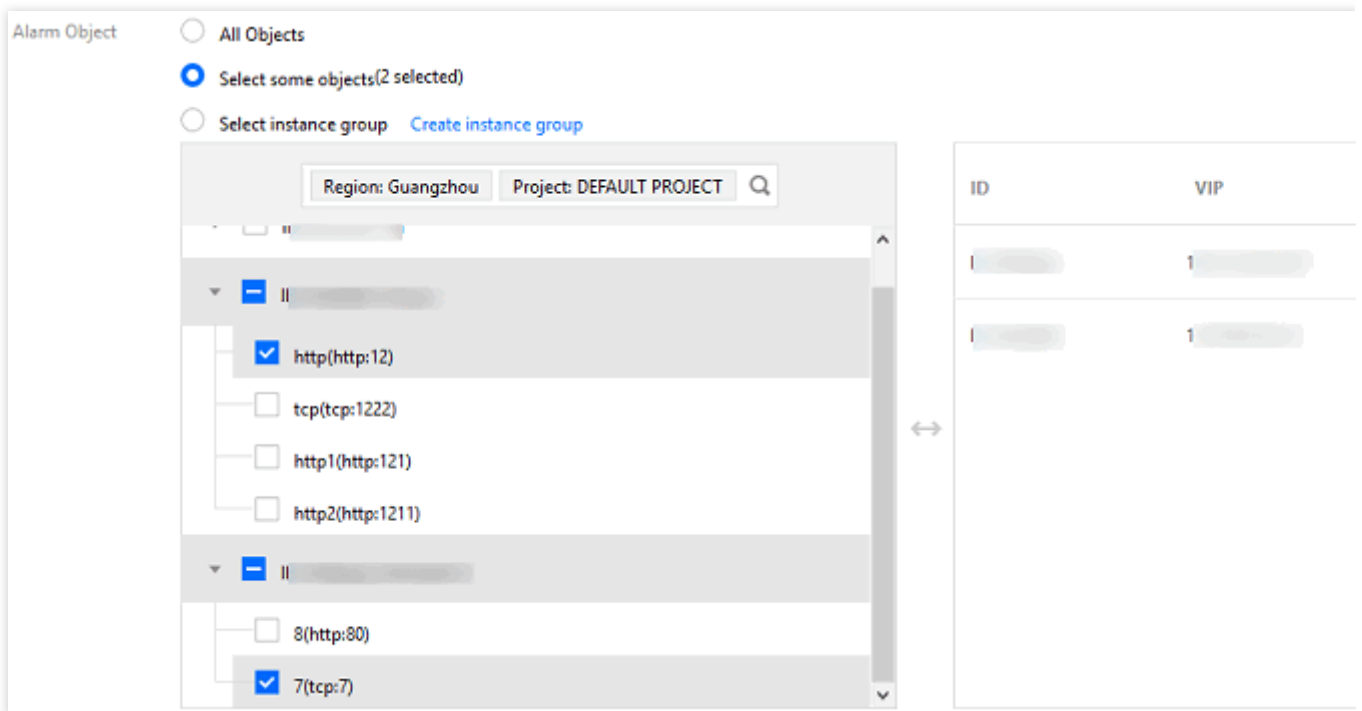 Alarm Object
All Objects
Select some objects(2 selected)
Select instance group Create instance group
Region: Guangzhou Project: DEFAULT PROJECT
ID VIP
http(http:12)
tcp(tcp:1222)
http1(http:121)
http2(http:1211)
8(http:80)
7(tcp:7)